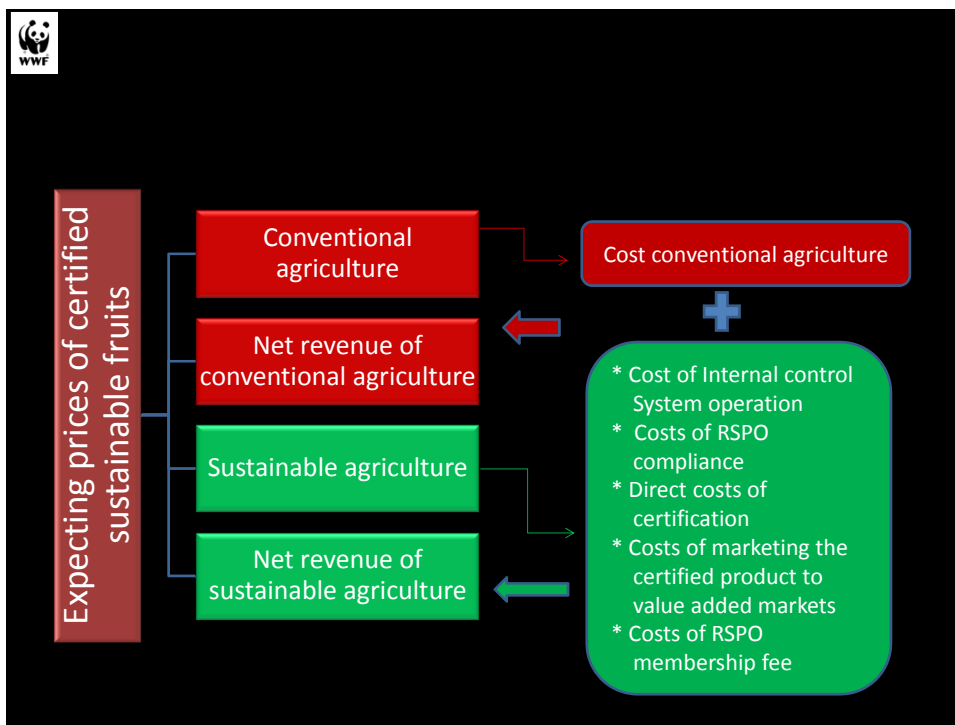 WWF
Expecting prices of certified
sustainable fruits
Conventional
agriculture
Net revenue of
conventional agriculture
Sustainable agriculture
Net revenue of
sustainable agriculture
Cost conventional agriculture
* Cost of Internal control
System operation
* Costs of RSPO
compliance
* Direct costs of
certification
* Costs of marketing the
certified product to
value added markets
* Costs of RSPO
membership fee